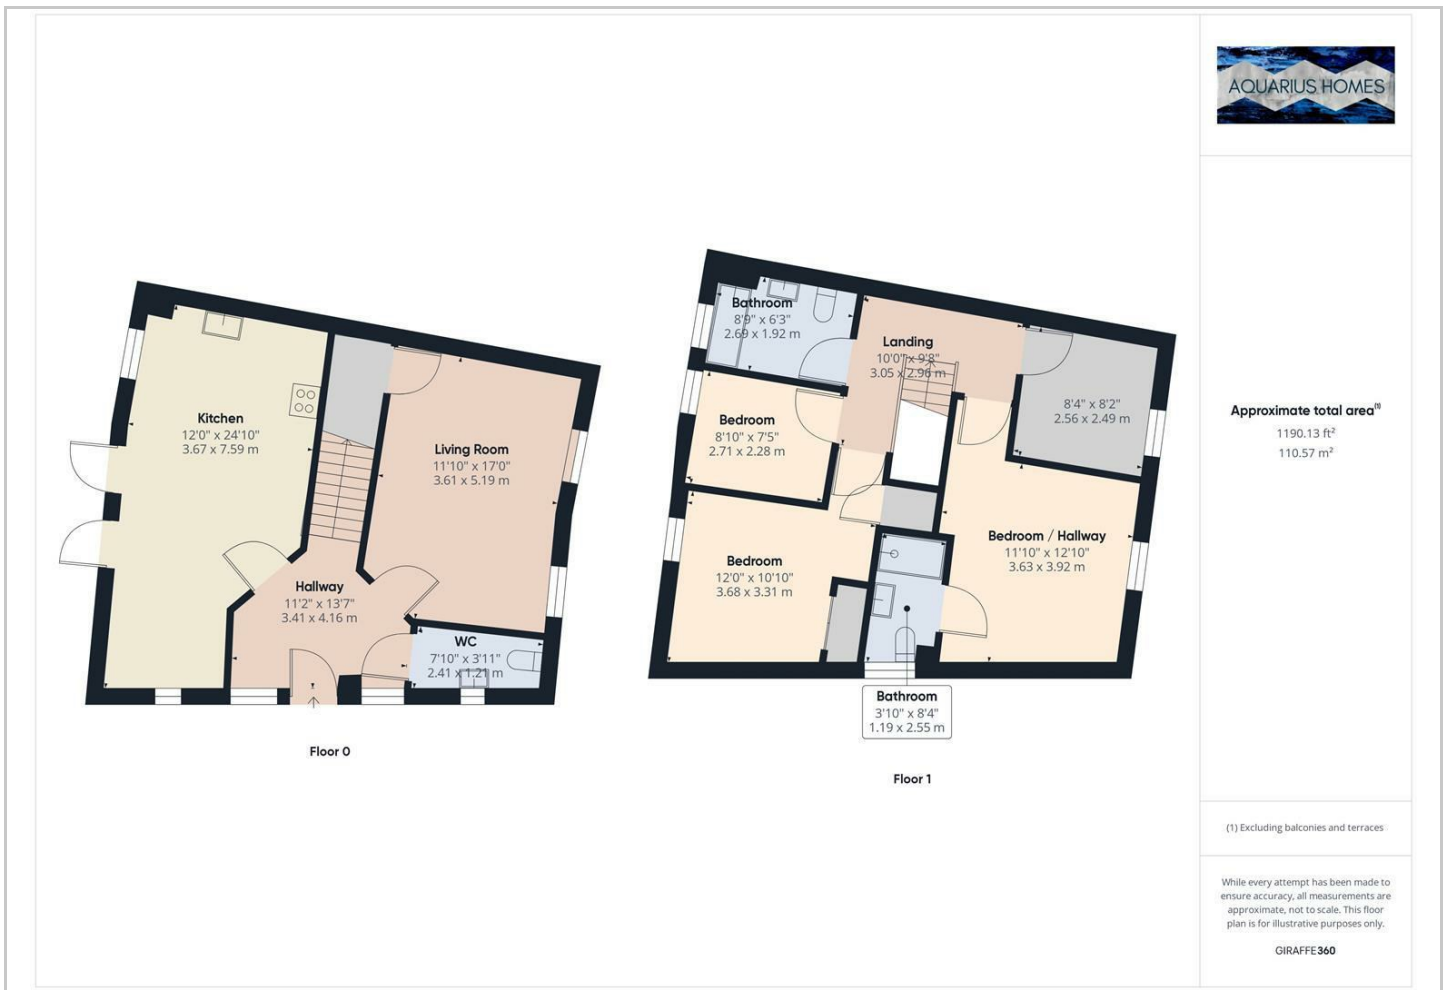 AQUARIUS HOMES
Kitchen
12'0" x 24'10"
3.67 x 7.59 m
Living Room
11'10" x 17'0"
3.61 x 5.19 m
Hallway
11'2" x 13'7"
3.41 x 4.16 m
WC
7'10" x 3'11"
2.41 x 1.21 m
Floor 0
Bathroom
8'9" x 6'3"
2.69 x 1.92 m
Landing
10'0" x 9'8"
3.05 x 2.96 m
8'4" x 8'2"
2.56 x 2.49 m
Bedroom
8'10" x 7'5"
2.71 x 2.28 m
Bedroom
12'0" x 10'10"
3.68 x 3.31 m
Bedroom / Hallway
11'10" x 12'10"
3.63 x 3.92 m
Bathroom
3'10" x 8'4"
1.19 x 2.55 m
Floor 1
Approximate total area(1)
1190.13 ft²
110.57 m²
(1) Excluding balconies and terraces
While every attempt has been made to
ensure accuracy, all measurements are
approximate, not to scale. This floor
plan is for illustrative purposes only.
GIRAFFE360